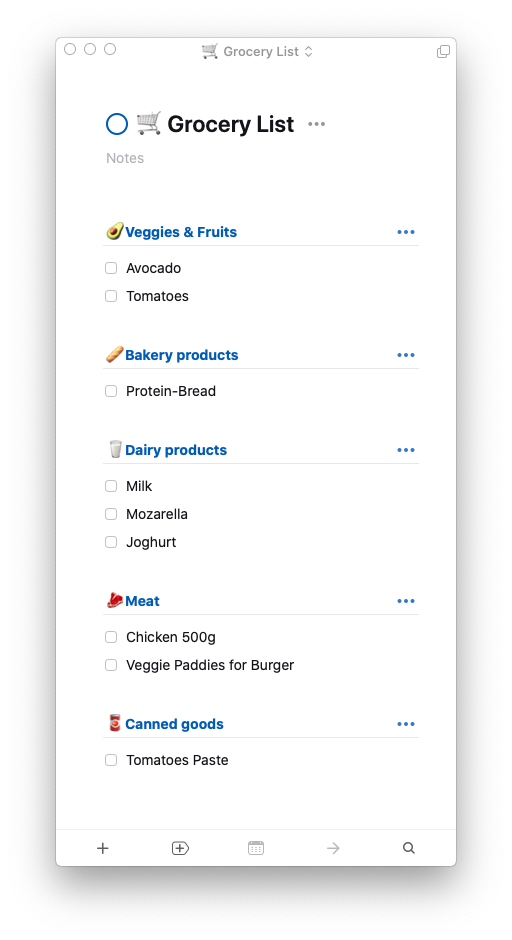 Grocery List
Grocery List
Notes
Veggies & Fruits
Avocado
Tomatoes
Bakery products
Protein-Bread
Dairy products
Milk
Mozarella
Joghurt
Meat
Chicken 500g
Veggie Paddies for Burger
Canned goods
Tomatoes Paste